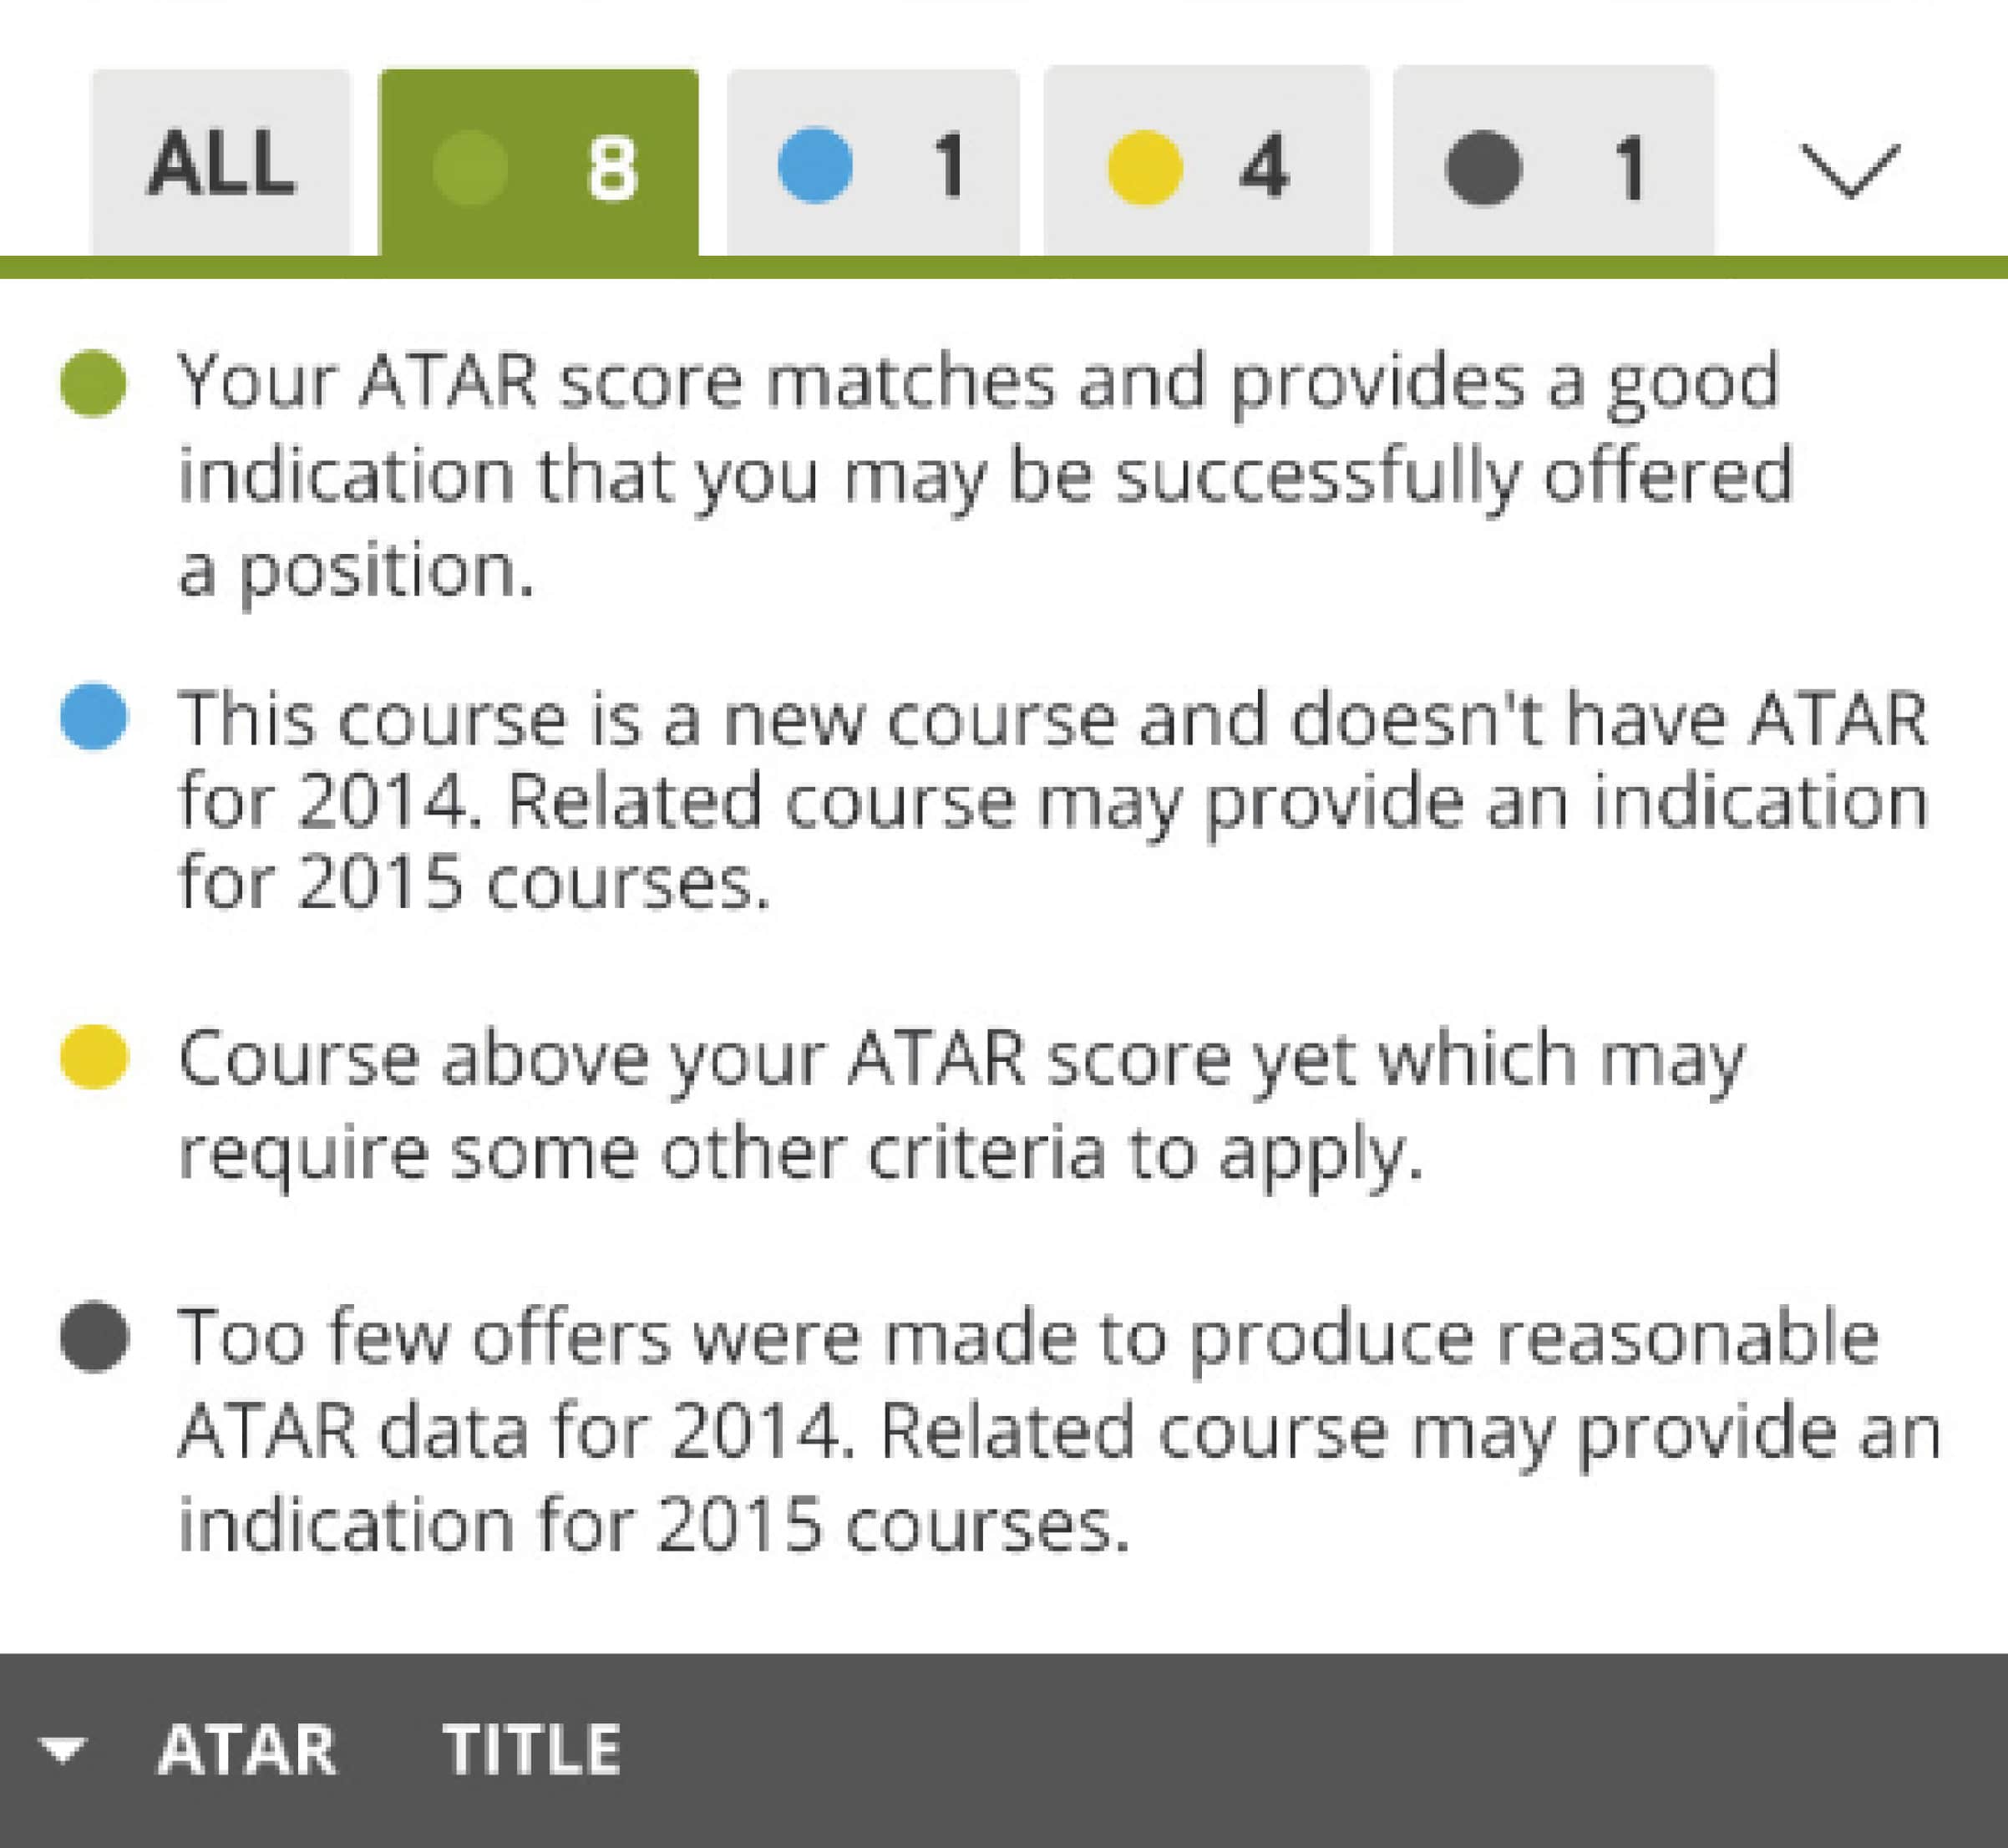 ALL 8 1 4 1
Your ATAR score matches and provides a good
indication that you may be successfully offered
a position.
This course is a new course and doesn't have ATAR
for 2014. Related course may provide an indication
for 2015 courses.
Course above your ATAR score yet which may
require some other criteria to apply.
Too few offers were made to produce reasonable
ATAR data for 2014. Related course may provide an
indication for 2015 courses.
ATAR TITLE